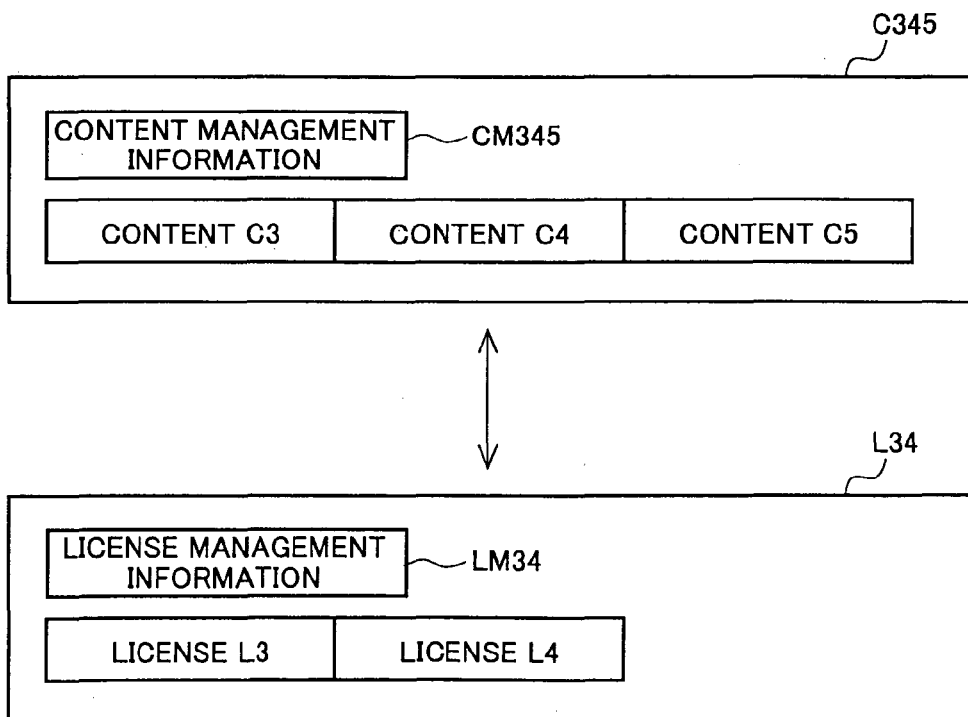 C345
CONTENT MANAGEMENT
INFORMATION
CM345
CONTENT C3
CONTENT C4
CONTENT C5
L34
LICENSE MANAGEMENT
INFORMATION
LM34
LICENSE L3
LICENSE L4